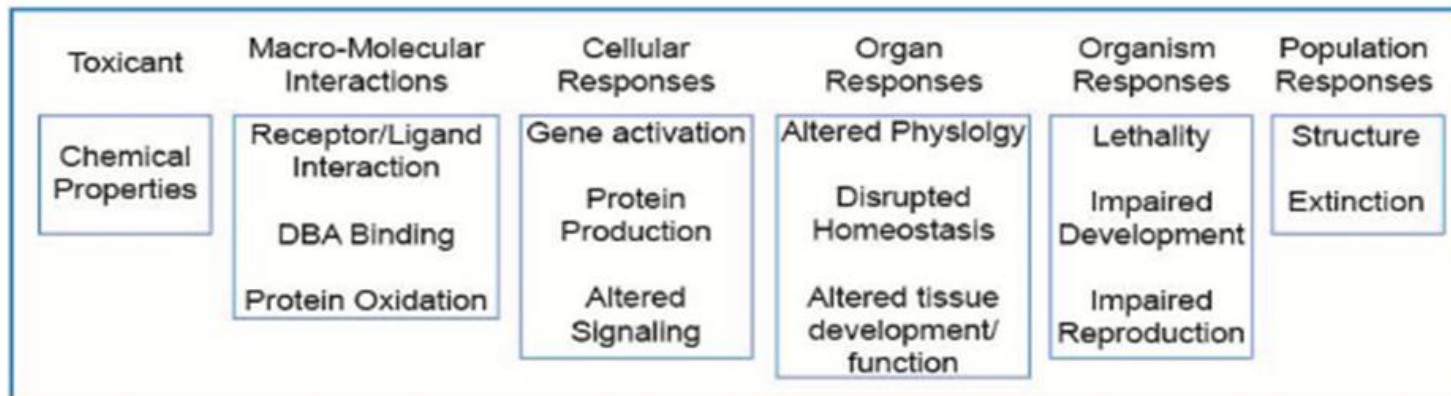 Toxicant
Macro-Molecular
Interactions
Cellular
Responses
Organ
Responses
Organism
Responses
Population
Responses
Chemical
Properties
Receptor/Ligand
Interaction
DBA Binding
Protein Oxidation
Gene activation
Protein
Production
Altered
Signaling
Altered Physlolgy
Disrupted
Homeostasis
Altered tissue
development/
function
Lethality
Impaired
Development
Impaired
Reproduction
Structure
Extinction